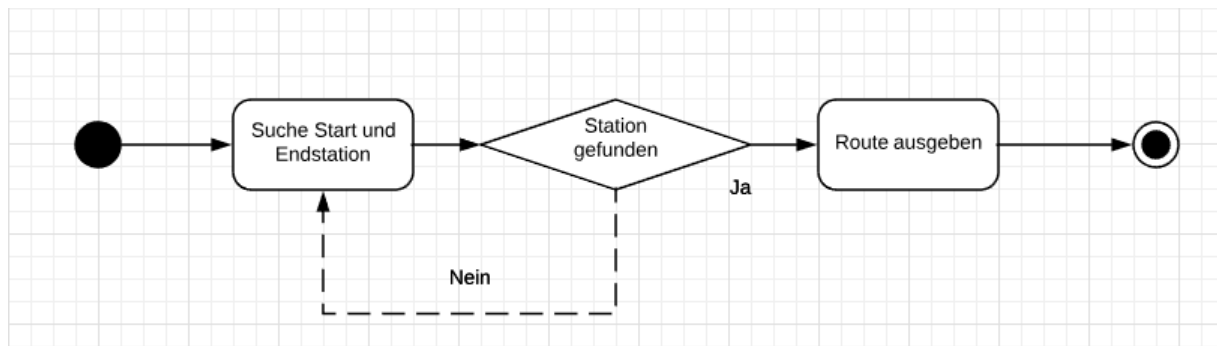 Suche Start und
Endstation
Station
gefunden
Ja
Route ausgeben
Nein